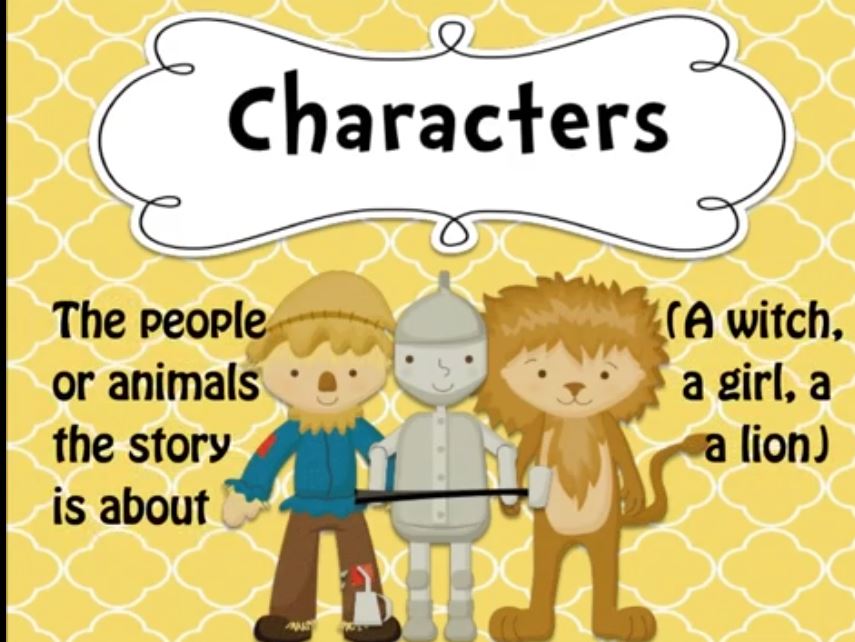 Characters
The people
or animals
the story
is about
(A witch,
a girl, a
a lion)